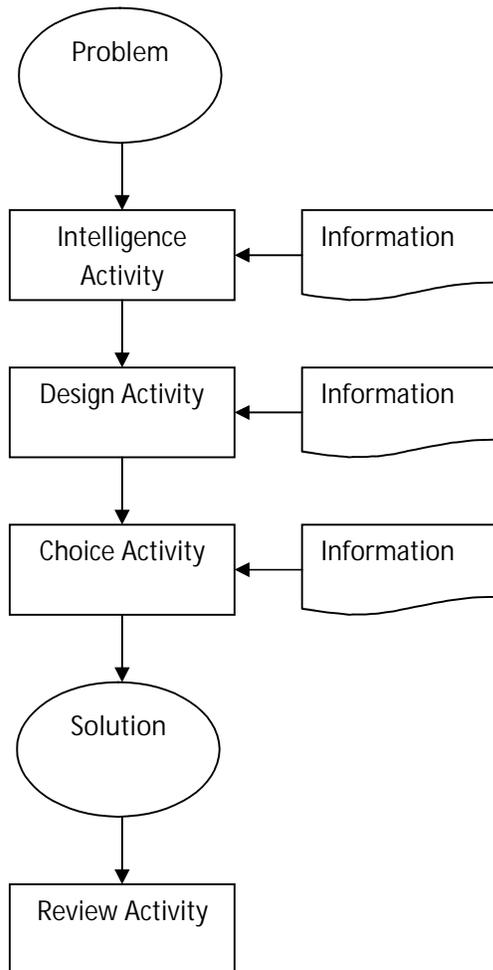 Problem
Intelligence
Activity
Information
Design Activity
Information
Choice Activity
Information
Solution
Review Activity